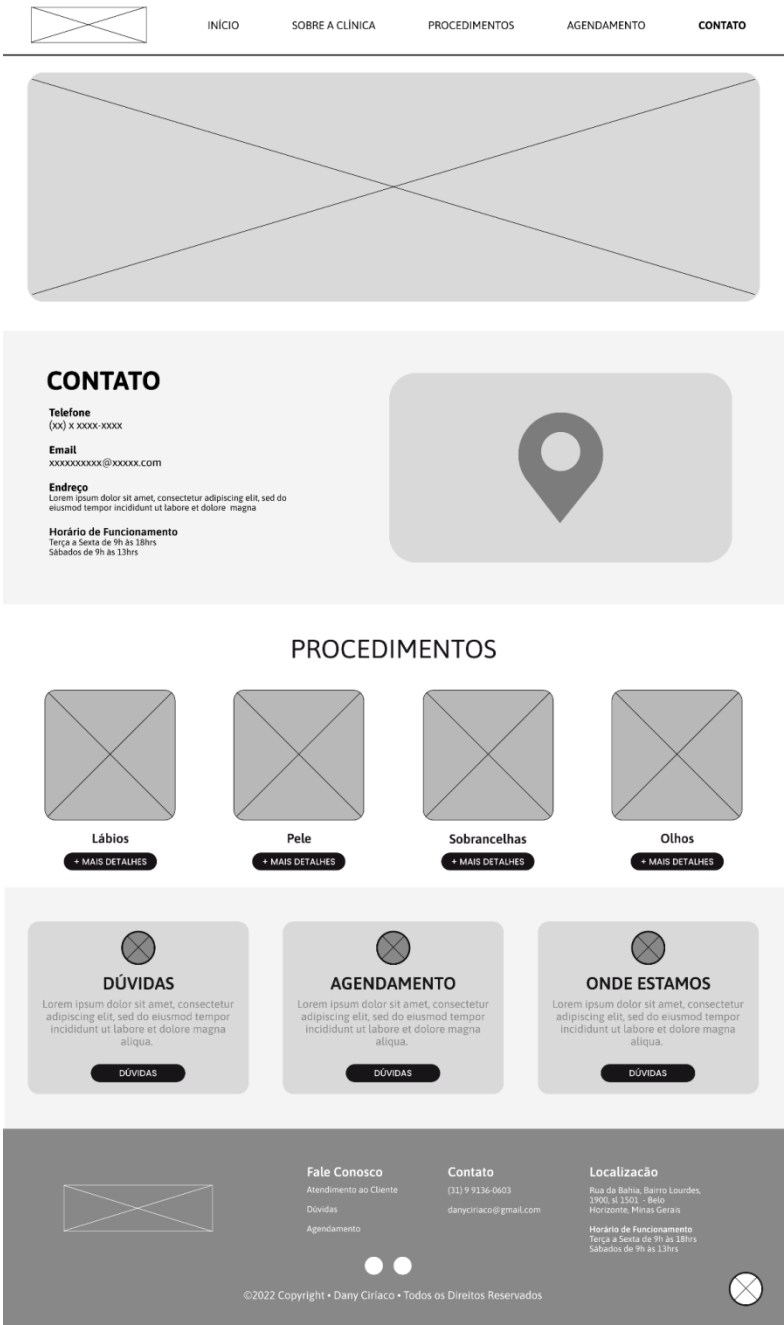 INÍCIO
SOBRE A CLÍNICA
PROCEDIMENTOS
AGENDAMENTO
CONTATO
CONTATO
Telefone
(xx) x xxxx-xxxx
Email
xxxxxxxxxx@xxxxx.com
Endreço
Lorem ipsum dolor sit amet, consectetur adipiscing elit, sed do
eiusmod tempor incididunt ut labore et dolore magna
Horário de Funcionamento
Terça a Sexta de 9h às 18hrs
Sábados de 9h às 13hrs
PROCEDIMENTOS
Lábios
+ MAIS DETALHES
Pele
+ MAIS DETALHES
Sobrancelhas
+ MAIS DETALHES
Olhos
+ MAIS DETALHES
DÚVIDAS
Lorem ipsum dolor sit amet, consectetur
adipiscing elit, sed do eiusmod tempor
incididunt ut labore et dolore magna
aliqua.
DÚVIDAS
AGENDAMENTO
Lorem ipsum dolor sit amet, consectetur
adipiscing elit, sed do eiusmod tempor
incididunt ut labore et dolore magna
aliqua.
DÚVIDAS
ONDE ESTAMOS
Lorem ipsum dolor sit amet, consectetur
adipiscing elit, sed do eiusmod tempor
incididunt ut labore et dolore magna
aliqua.
DÚVIDAS
Fale Conosco
Atendimento ao Cliente
Dúvidas
Agendamento
Contato
(31) 9 9136-0603
danyciriaco@gmail.com
Localizacão
Rua da Bahia, Bairro Lourdes,
1900, sl 1501 - Belo
Horizonte, Minas Gerais
Horário de Funcionamento
Terça a Sexta de 9h às 18hrs
Sábados de 9h às 13hrs
©2022 Copyright • Dany Ciríaco • Todos os Direitos Reservados